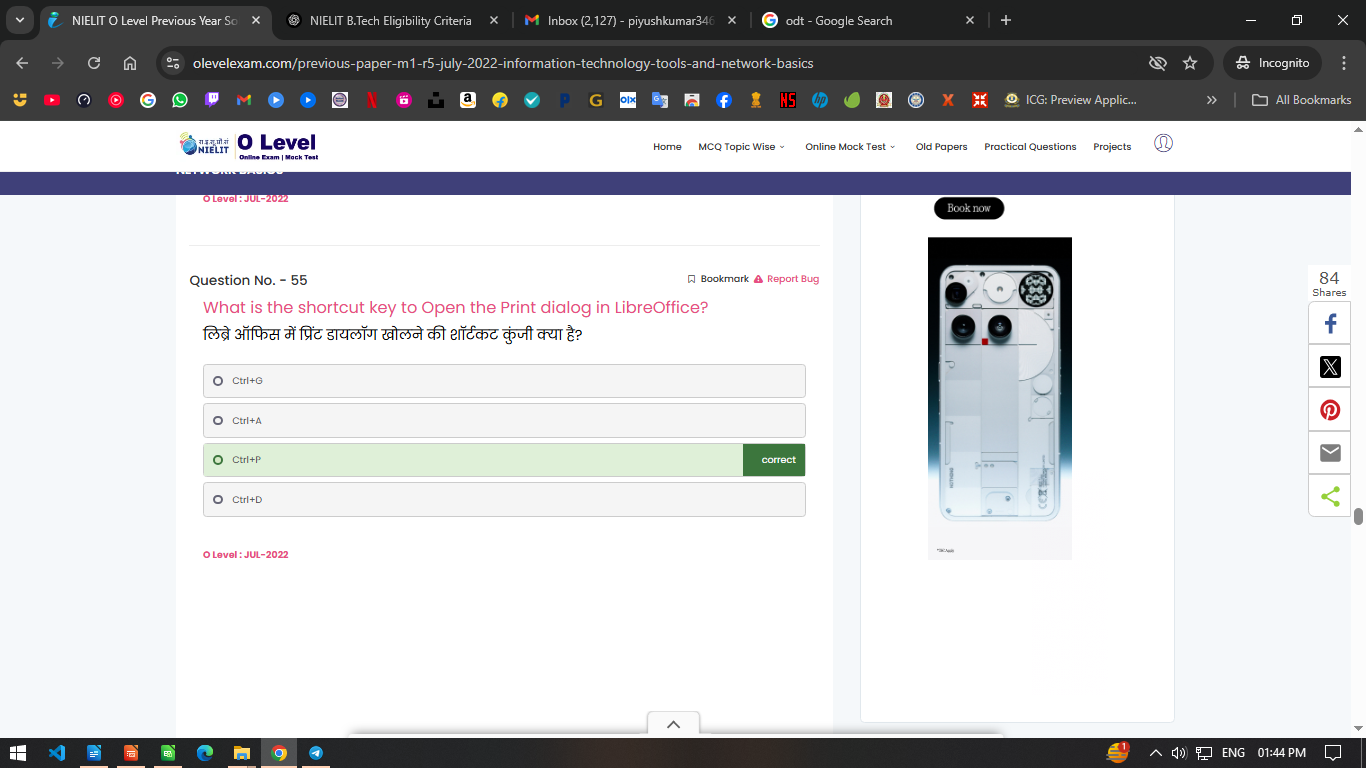 NIELIT O Level Previous Year So
NIELIT B.Tech Eligibility Criteria
Inbox (2,127) - piyushkumar346
odt - Google Search
olevelexam.com/previous-paper-m1-r5-july-2022-information-technology-tools-and-network-basics
Incognito
ICG: Preview Applic...
All Bookmarks
रा.इ.सू.प्रौ.सं
NIELIT
O Level
Online Exam | Mock Test
Home
MCQ Topic Wise
Online Mock Test
Old Papers
Practical Questions
Projects
NETWORK BASICS
O Level : JUL-2022
Book now
Question No. - 55
Bookmark
Report Bug
What is the shortcut key to Open the Print dialog in LibreOffice?
लिब्रे ऑफिस में प्रिंट डायलॉग खोलने की शॉर्टकट कुंजी क्या है?
Ctrl+G
Ctrl+A
Ctrl+P
correct
Ctrl+D
O Level : JUL-2022
84
Shares
ENG
01:44 PM
1